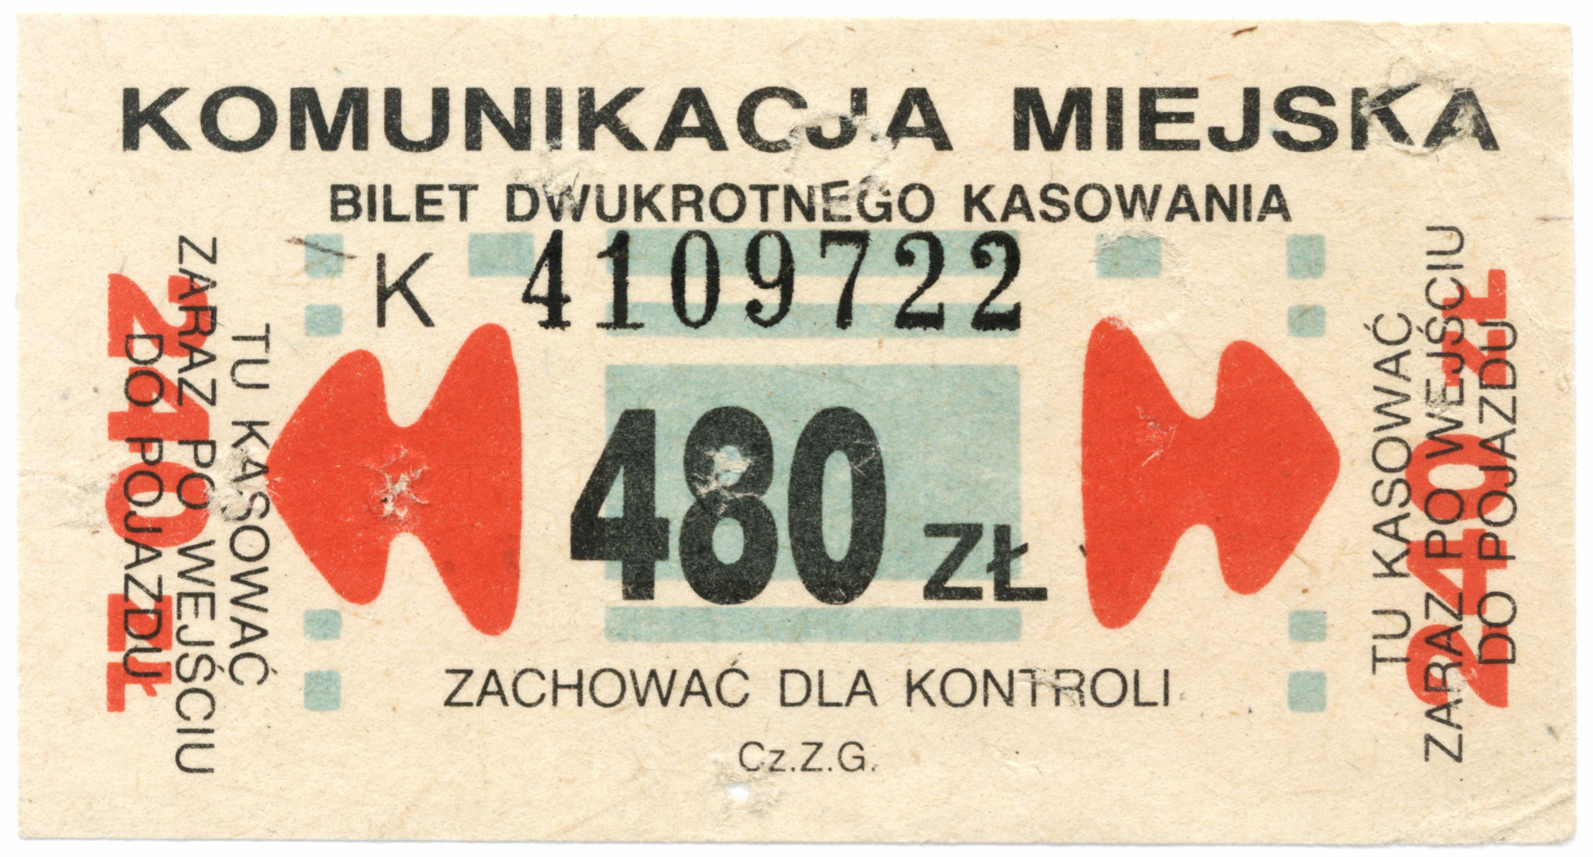 KOMUNIKACJA MIEJSKA
BILET DWUKROTNEGO KASOWANIA
K 4109722
480 ZŁ
ZACHOWAĆ DLA KONTROLI
Cz.Z.G.
240 ZŁ
TU KASOWAĆ
ZARAZ PO WEJŚCIU
DO POJAZDU
240 ZŁ
TU KASOWAĆ
ZARAZ PO WEJŚCIU
DO POJAZDU